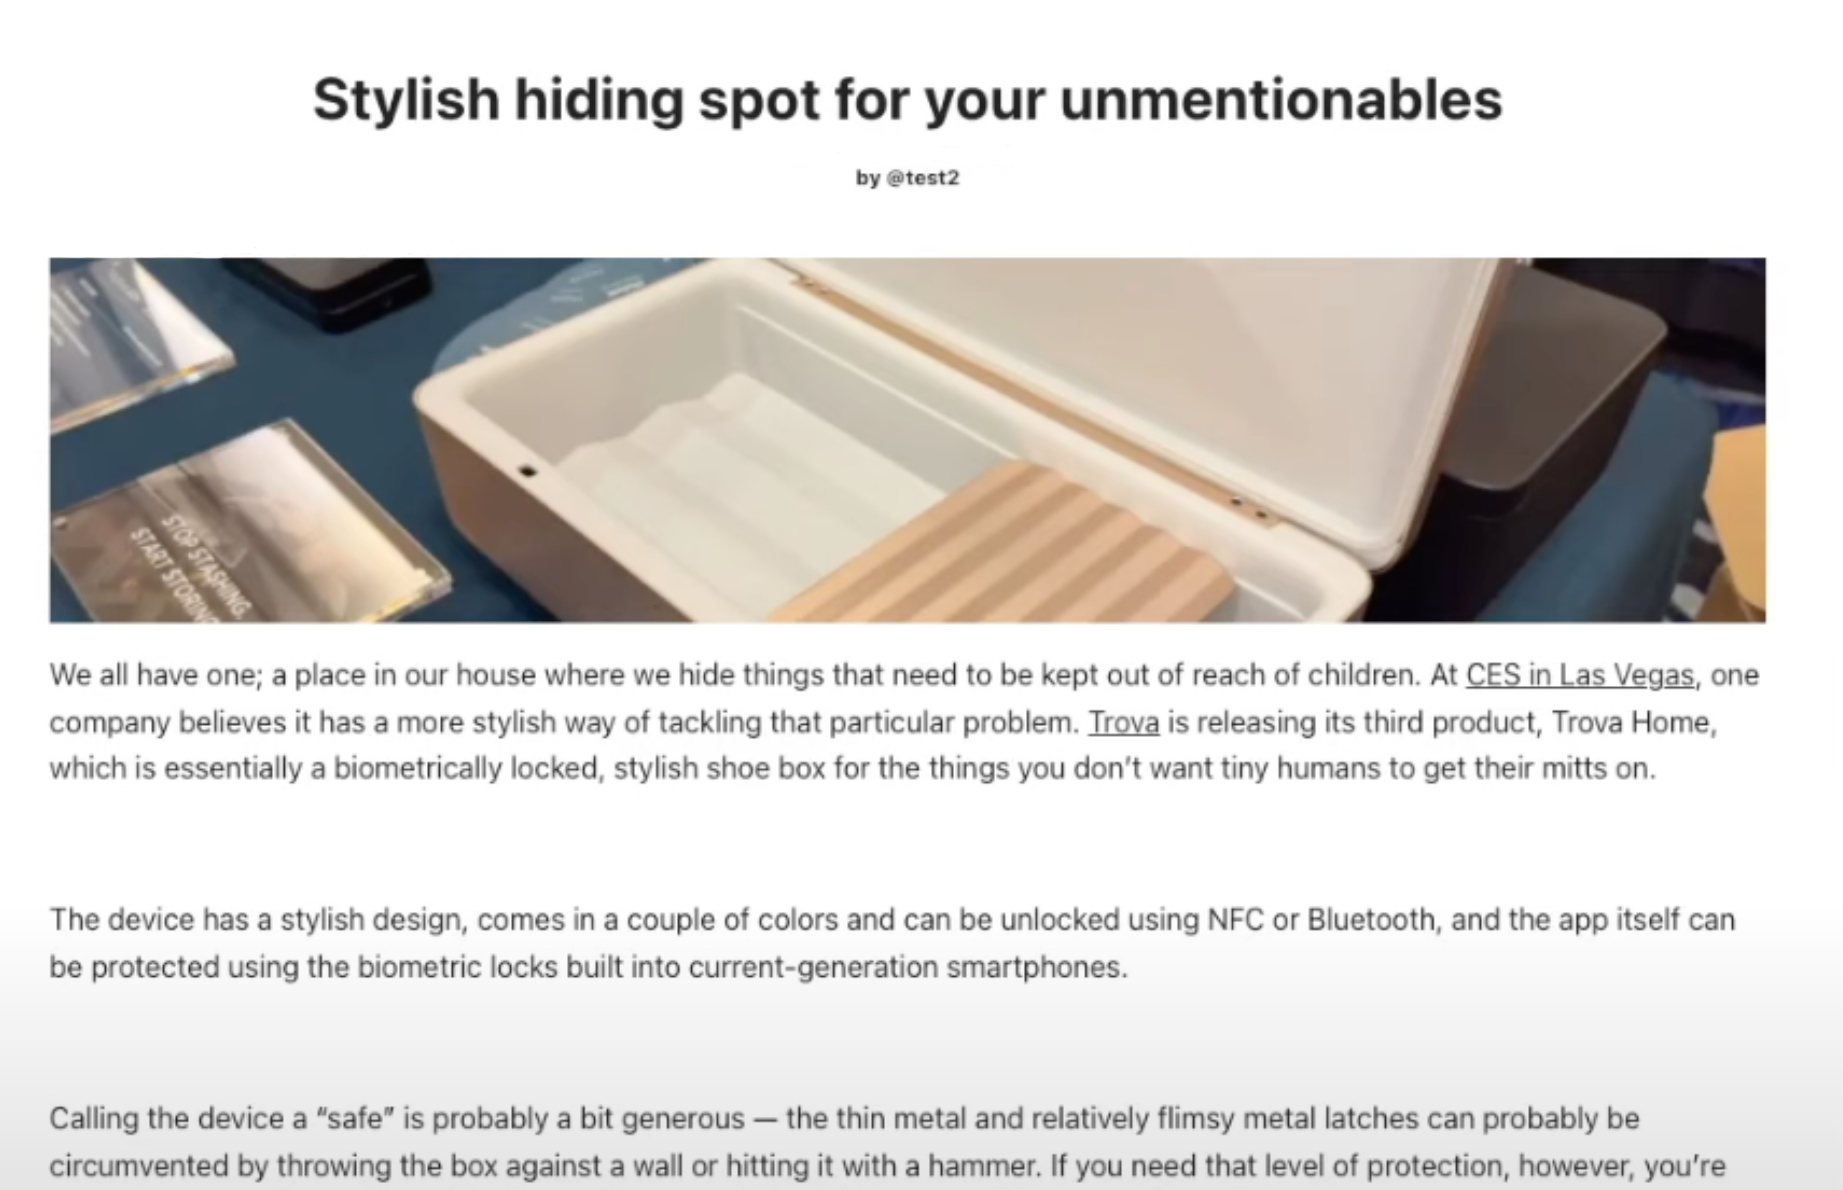 Stylish hiding spot for your unmentionables
by @test2
STOP STASHING.
START STORING
We all have one; a place in our house where we hide things that need to be kept out of reach of children. At CES in Las Vegas, one
company believes it has a more stylish way of tackling that particular problem. Trova is releasing its third product, Trova Home,
which is essentially a biometrically locked, stylish shoe box for the things you don't want tiny humans to get their mitts on.
The device has a stylish design, comes in a couple of colors and can be unlocked using NFC or Bluetooth, and the app itself can
be protected using the biometric locks built into current-generation smartphones.
Calling the device a “safe” is probably a bit generous — the thin metal and relatively flimsy metal latches can probably be
circumvented by throwing the box against a wall or hitting it with a hammer. If you need that level of protection, however, you're